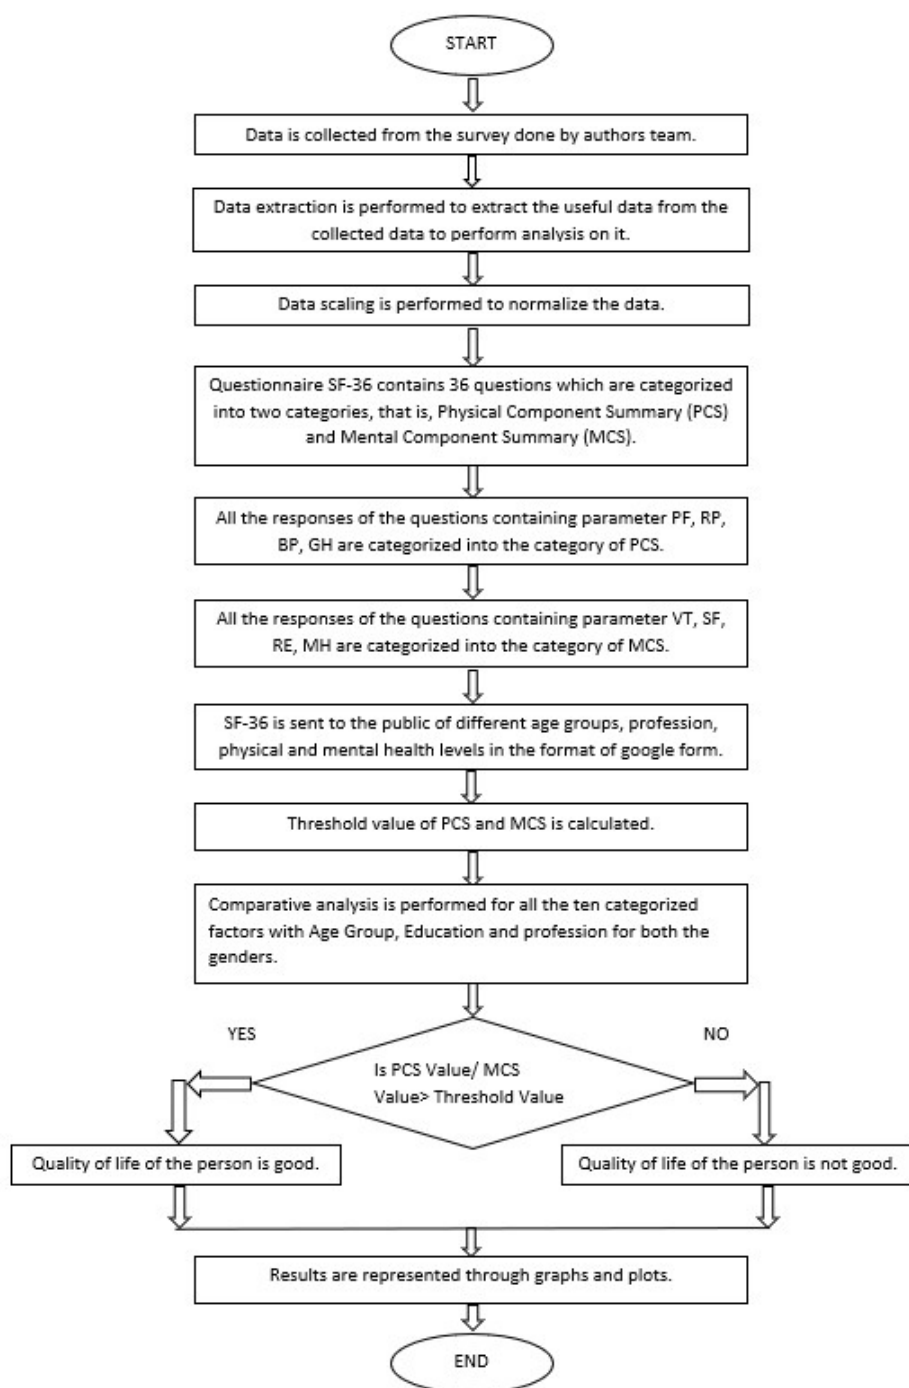 START
Data is collected from the survey done by authors team.
Data extraction is performed to extract the useful data from the
collected data to perform analysis on it.
Data scaling is performed to normalize the data.
Questionnaire SF-36 contains 36 questions which are categorized
into two categories, that is, Physical Component Summary (PCS)
and Mental Component Summary (MCS).
All the responses of the questions containing parameter PF, RP,
BP, GH are categorized into the category of PCS.
All the responses of the questions containing parameter VT, SF,
RE, MH are categorized into the category of MCS.
SF-36 is sent to the public of different age groups, profession,
physical and mental health levels in the format of google form.
Threshold value of PCS and MCS is calculated.
Comparative analysis is performed for all the ten categorized
factors with Age Group, Education and profession for both the
genders.
YES
NO
Is PCS Value/ MCS
Value> Threshold Value
Quality of life of the person is good.
Quality of life of the person is not good.
Results are represented through graphs and plots.
END